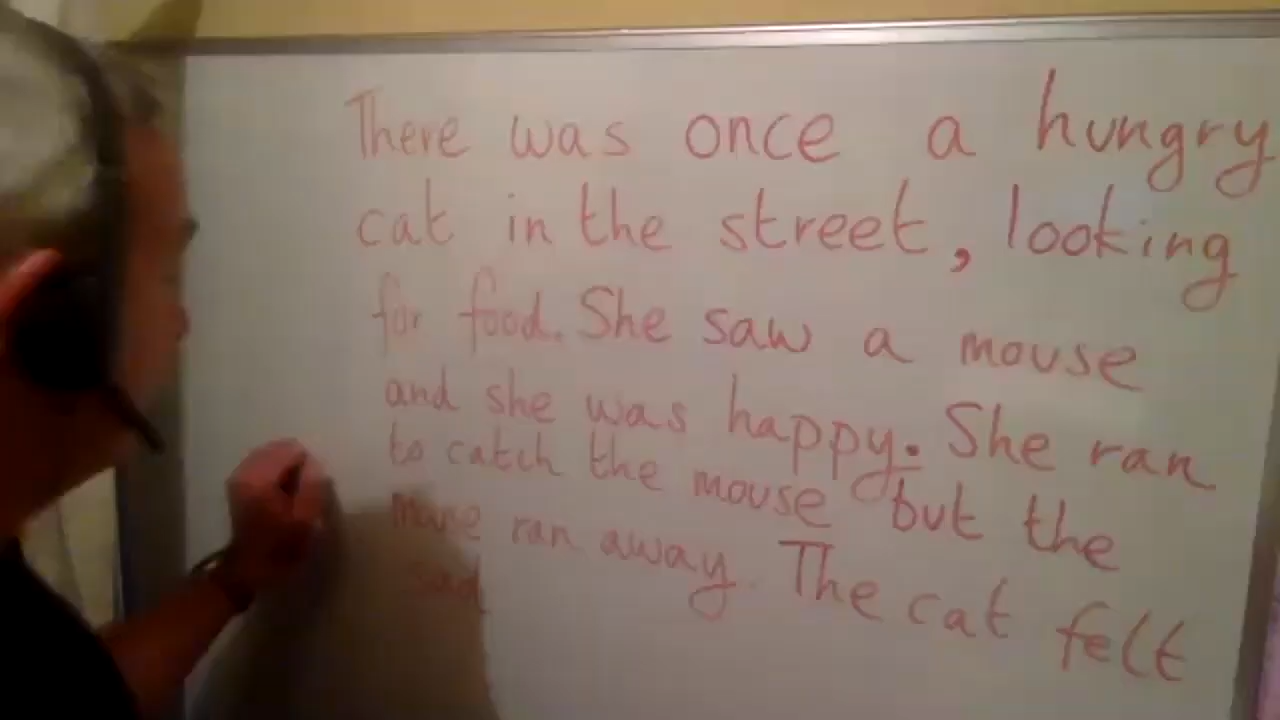 There was once a hungry
cat in the street, looking
for food. She saw a mouse
and she was happy. She ran
to catch the mouse but the
mouse ran away. The cat felt
sad